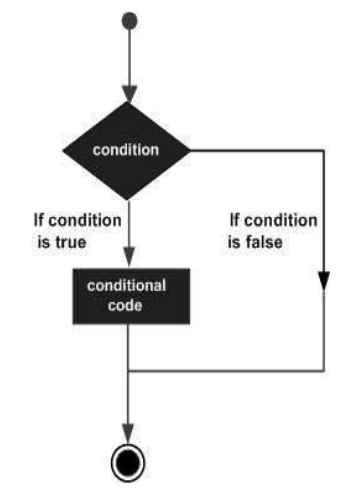 condition
If condition
is true
If condition
is false
conditional
code